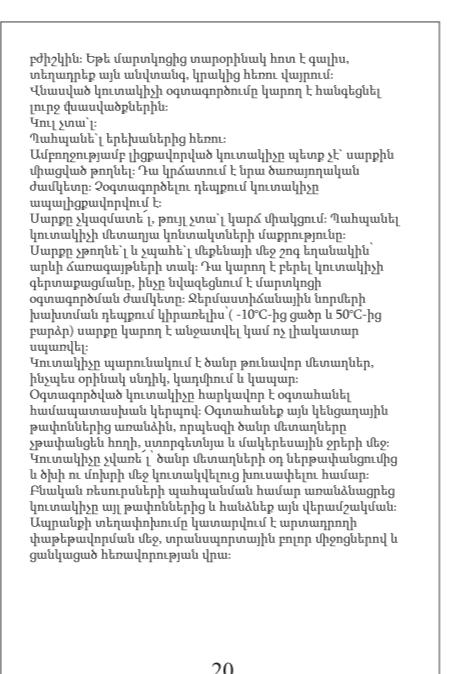 բժիշկին: Եթե մարտկոցից տարօրինակ հոտ է գալիս,
տեղադրեք այն անվտանգ, կրակից հեռու վայրում:
Վնասված կուտակիչի օգտագործումը կարող է հանգեցնել
լուրջ վնասվածքներին:
Կուլ չտա՝լ:
Պահպանե՝լ երեխաներից հեռու:
Ամբողջությամբ լիցքավորված կուտակիչը պետք չէ՝ սարքին
միացված թողնել: Դա կրճատում է նրա ծառայողական
ժամկետը: Չօգտագործելու դեպքում կուտակիչը
ապալիցքավորվում է:
Սարքը չկազմատե՛լ, թույլ չտա՝լ կարճ միակցում: Պահպանել
կուտակիչի մետաղյա կոնտակտների մաքրությունը:
Սարքը չթողնե՝լ և չպահե՝լ մեքենայի մեջ շոգ եղանակին՝
արևի ճառագայթների տակ: Դա կարող է բերել կուտակիչի
գերտաքացմանը, ինչը նվազեցնում է մարտկոցի
օգտագործման ժամկետը: Ջերմաստիճանային նորմերի
խախտման դեպքում կիրառելիս՝( -10°C-ից ցածր և 50°C-ից
բարձր) սարքը կարող է անջատվել կամ ոչ լիակատար
սպառվել:
Կուտակիչը պարունակում է ծանր թունավոր մետաղներ,
ինչպես օրինակ սնդիկ, կադմիում և կապար:
Օգտագործված կուտակիչը հարկավոր է օգտահանել
համապատասխան կերպով: Օգտահանեք այն կենցաղային
թափոններից առանձին, որպեսզի ծանր մետաղները
չթափանցեն հողի, ստորգետնյա և մակերեսային ջրերի մեջ:
Կուտակիչը չվառե՛լ՝ ծանր մետաղների օդ ներթափանցումից
և ծխի ու մոխրի մեջ կուտակվելուց խուսափելու համար:
Բնական ռեսուրսների պահպանման համար առանձնացրեց
կուտակիչը այլ թափոններից և հանձնեք այն վերամշակման:
Ապրանքի տեղափոխումը կատարվում է արտադրողի
փաթեթավորման մեջ, տրանսպորտային բոլոր միջոցներով և
ցանկացած հեռավորության վրա:
20